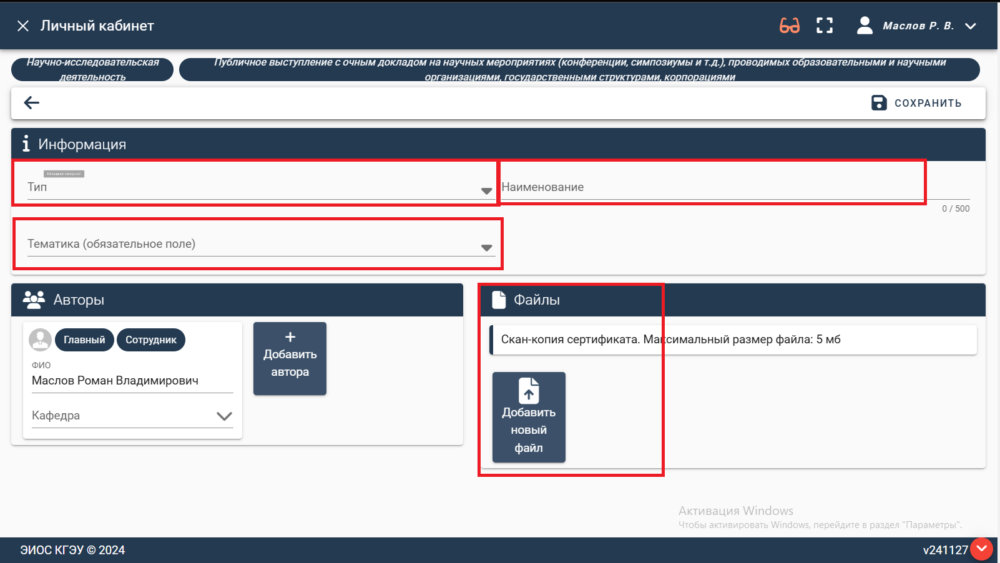 Личный кабинет
Маслов Р. В.
Научно-исследовательская
деятельность
Публичное выступление с очным докладом на научных мероприятиях (конференции, симпозиумы и т.д.), проводимых образовательными и научными
организациями, государственными структурами, корпорациями
СОХРАНИТЬ
Информация
Тип
Наименование
0 / 500
Тематика (обязательное поле)
Авторы
Главный
Сотрудник
ФИО
Маслов Роман Владимирович
Кафедра
+
Добавить
автора
Файлы
Скан-копия сертификата. Максимальный размер файла: 5 мб
Добавить
новый
файл
Активация Windows
Чтобы активировать Windows, перейдите в раздел "Параметры".
ЭИОС КГЭУ © 2024
v241127